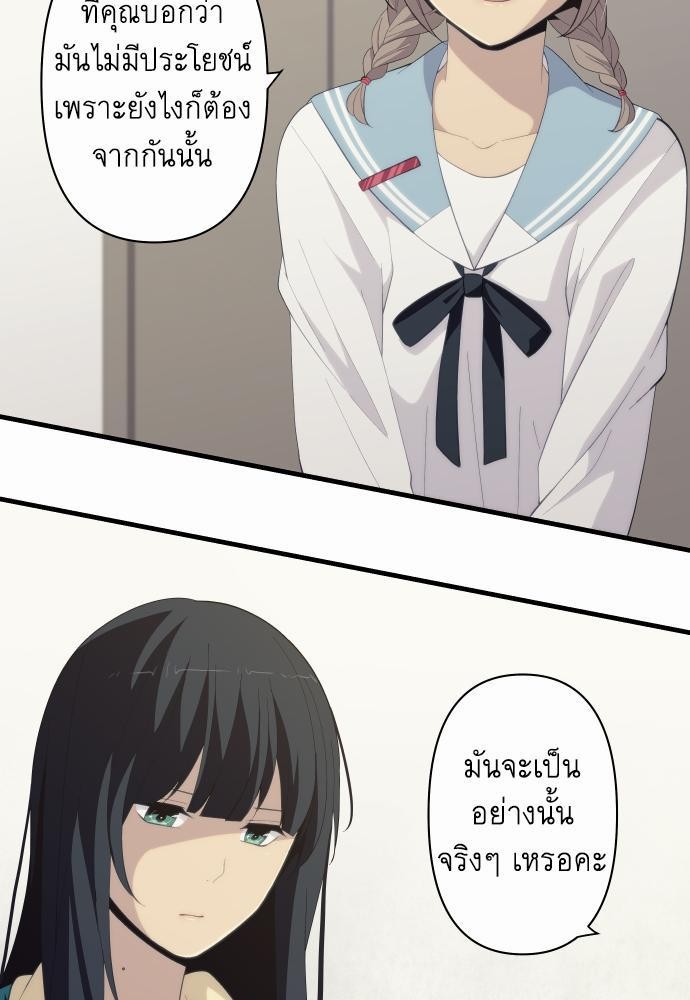 ที่คุณบอกว่า
มันไม่มีประโยชน์
เพราะยังไงก็ต้อง
จากกันนั้น
มันจะเป็น
อย่างนั้น
จริงๆ เหรอคะ